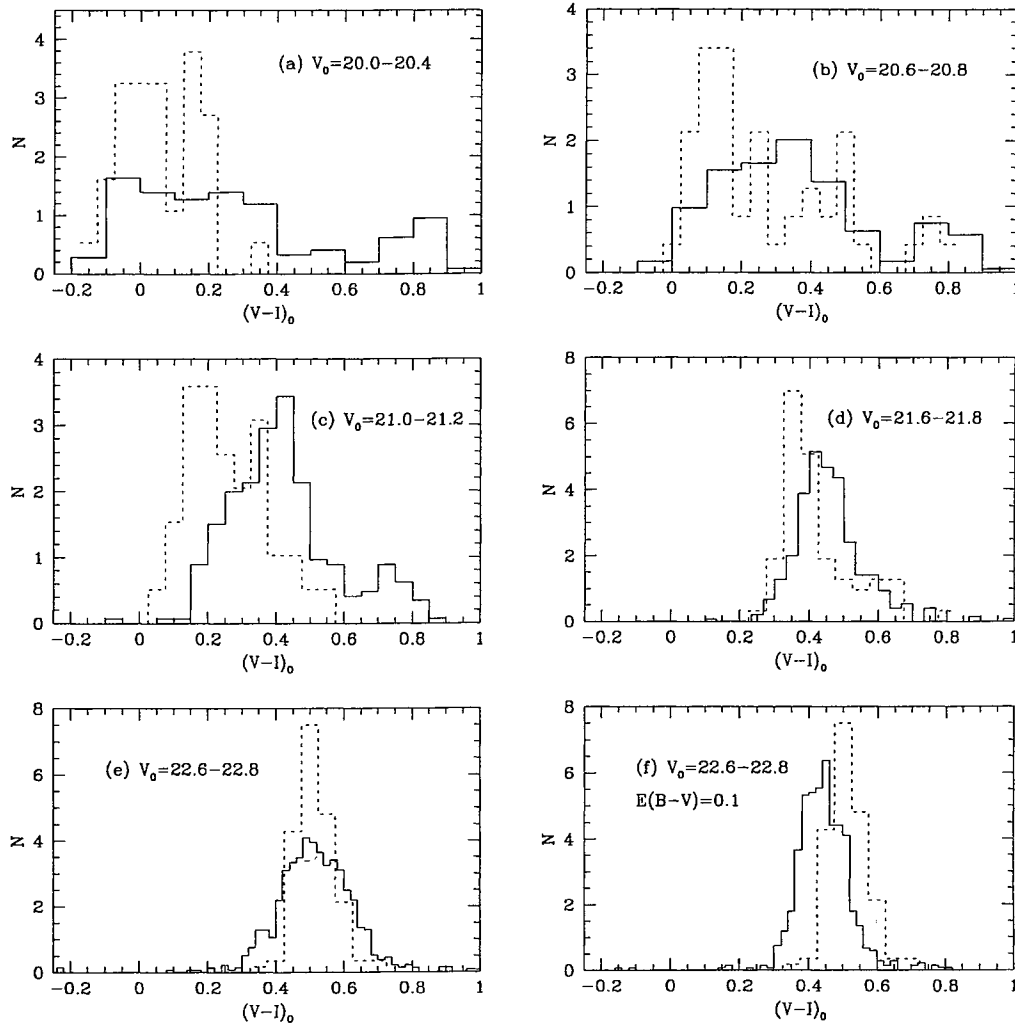 4
3
2
1
0
N
(a) V₀=20.0−20.4
−0.2 0 0.2 0.4 0.6 0.8 1
(V−I)₀
4
3
2
1
0
N
(b) V₀=20.6−20.8
−0.2 0 0.2 0.4 0.6 0.8 1
(V−I)₀
4
3
2
1
0
N
(c) V₀=21.0−21.2
−0.2 0 0.2 0.4 0.6 0.8 1
(V−I)₀
8
6
4
2
0
N
(d) V₀=21.6−21.8
−0.2 0 0.2 0.4 0.6 0.8 1
(V−I)₀
8
6
4
2
0
N
(e) V₀=22.6−22.8
−0.2 0 0.2 0.4 0.6 0.8 1
(V−I)₀
8
6
4
2
0
N
(f) V₀=22.6−22.8
E(B−V)=0.1
−0.2 0 0.2 0.4 0.6 0.8 1
(V−I)₀